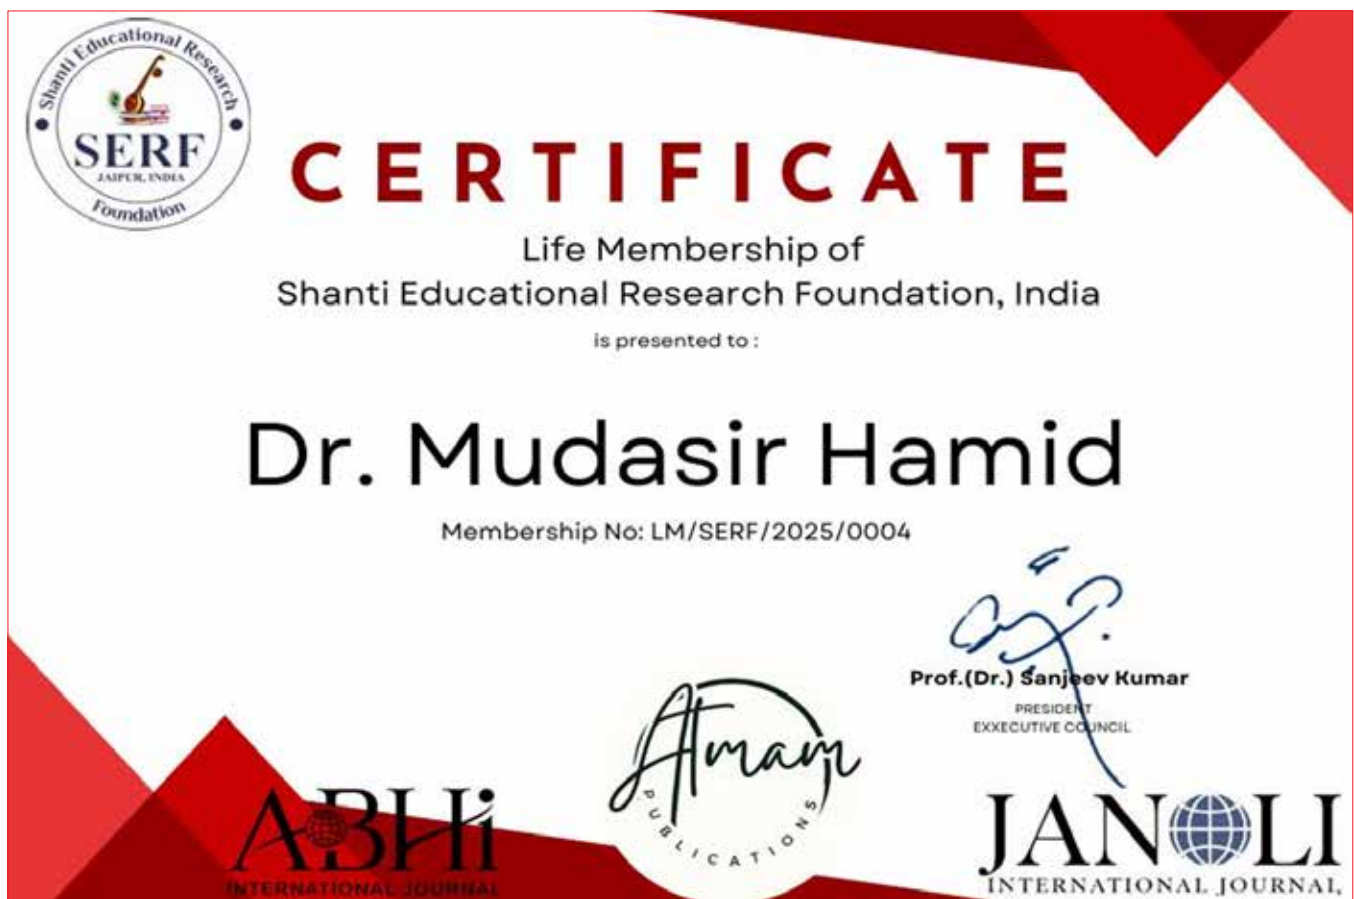 Shanti Educational Research
SERF
JAIPUR, INDIA
Foundation
CERTIFICATE
Life Membership of
Shanti Educational Research Foundation, India
is presented to :
Dr. Mudasir Hamid
Membership No: LM/SERF/2025/0004
Prof.(Dr.) Sanjeev Kumar
PRESIDENT
EXXECUTIVE COUNCIL
Atmam
PUBLICATIONS
ABHi
INTERNATIONAL JOURNAL
JANOLI
INTERNATIONAL JOURNAL